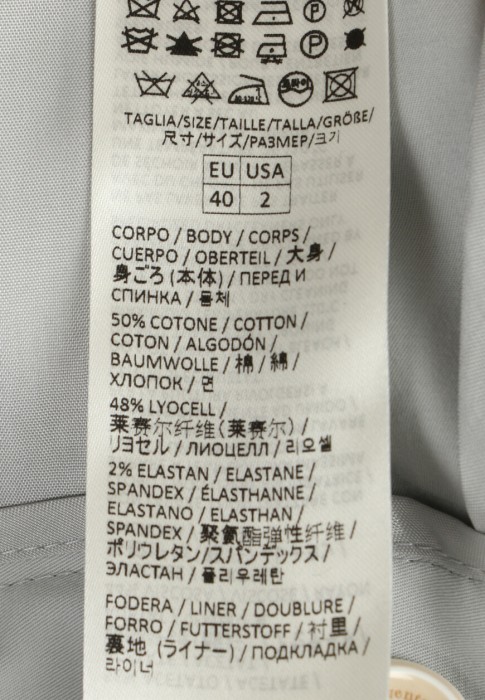 TAGLIA/SIZE/TAILLE/TALLA/GRÖßE/
尺寸/サイズ/РАЗМЕР/크기
EU USA
40 2
CORPO / BODY / CORPS /
CUERPO / OBERTEIL / 大身 /
身ごろ (本体) / ПЕРЕД И
СПИНКА / 몸체
50% COTONE / COTTON /
COTON / ALGODÓN /
BAUMWOLLE / 棉 / 綿 /
ХЛОПОК / 면
48% LYOCELL /
莱赛尔纤维(莱赛尔) /
リヨセル / ЛИОЦЕЛЛ / 리오셀
2% ELASTAN / ELASTANE /
SPANDEX / ÉLASTHANNE /
ELASTANO / ELASTHAN /
SPANDEX / 聚氨酯弹性纤维 /
ポリウレタン/スパンデックス /
ЭЛАСТАН / 폴리우레탄
FODERA / LINER / DOUBLURE /
FORRO / FUTTERSTOFF / 衬里 /
裏地 (ライナー) / ПОДКЛАДКА /
라이너